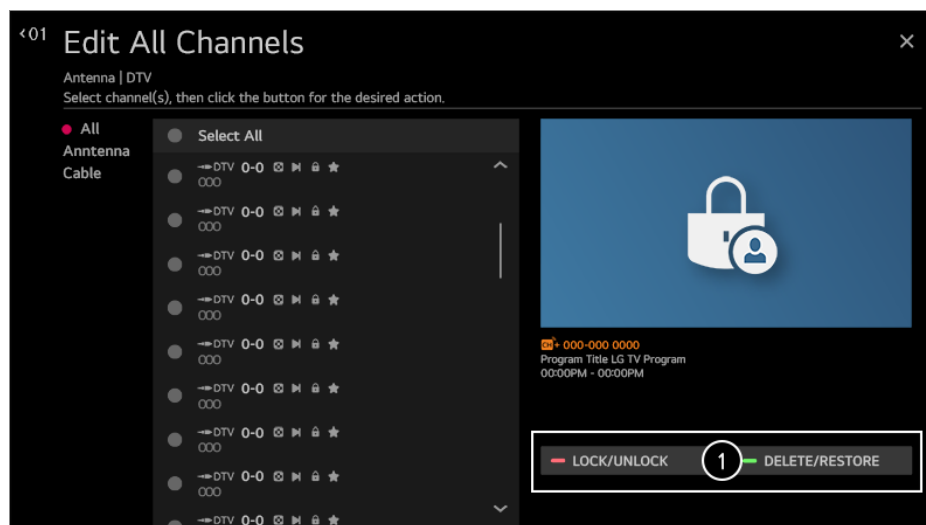 ‹01 Edit All Channels
Antenna | DTV
Select channel(s), then click the button for the desired action.
All
Anntenna
Cable
Select All
DTV 0-0
000
DTV 0-0
000
DTV 0-0
000
DTV 0-0
000
DTV 0-0
000
DTV 0-0
000
DTV 0-0
000
DTV 0-0
000
DTV 0-0
CH+ 000-000 0000
Program Title LG TV Program
00:00PM - 00:00PM
LOCK/UNLOCK 1 DELETE/RESTORE